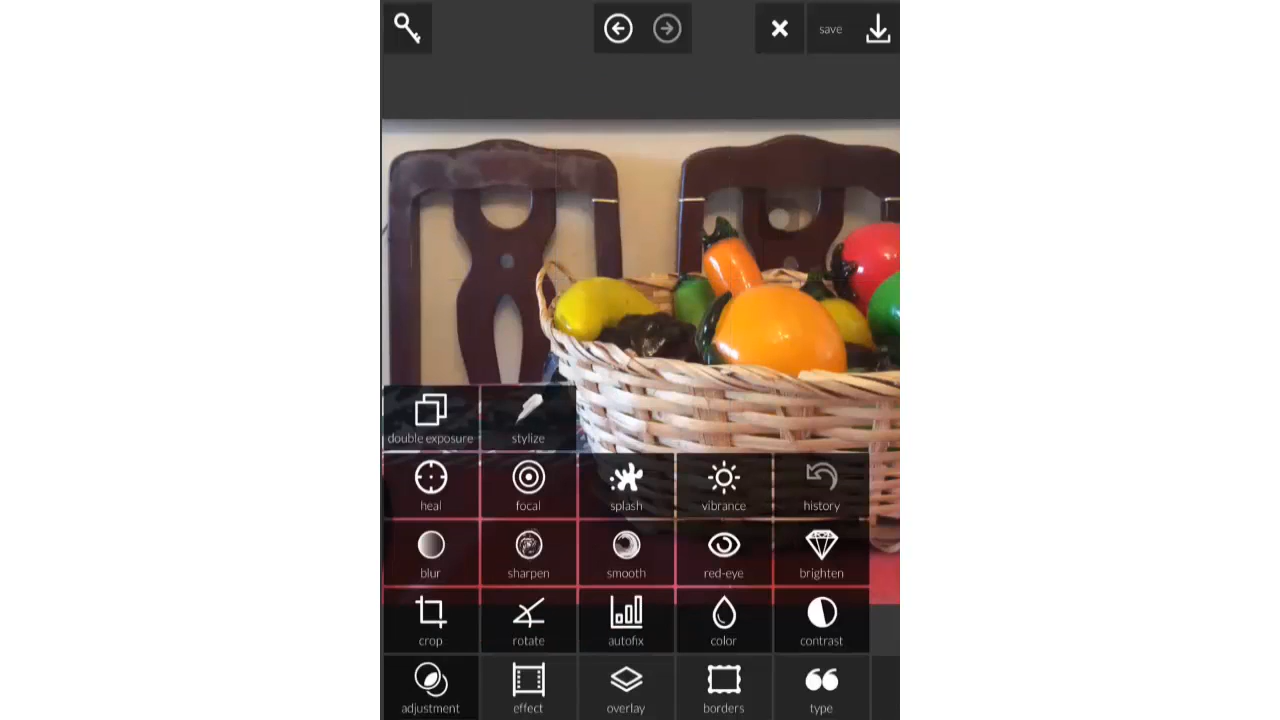 save
double exposure stylize
heal focal splash vibrance history
blur sharpen smooth red-eye brighten
crop rotate autofix color contrast
adjustment effect overlay borders type